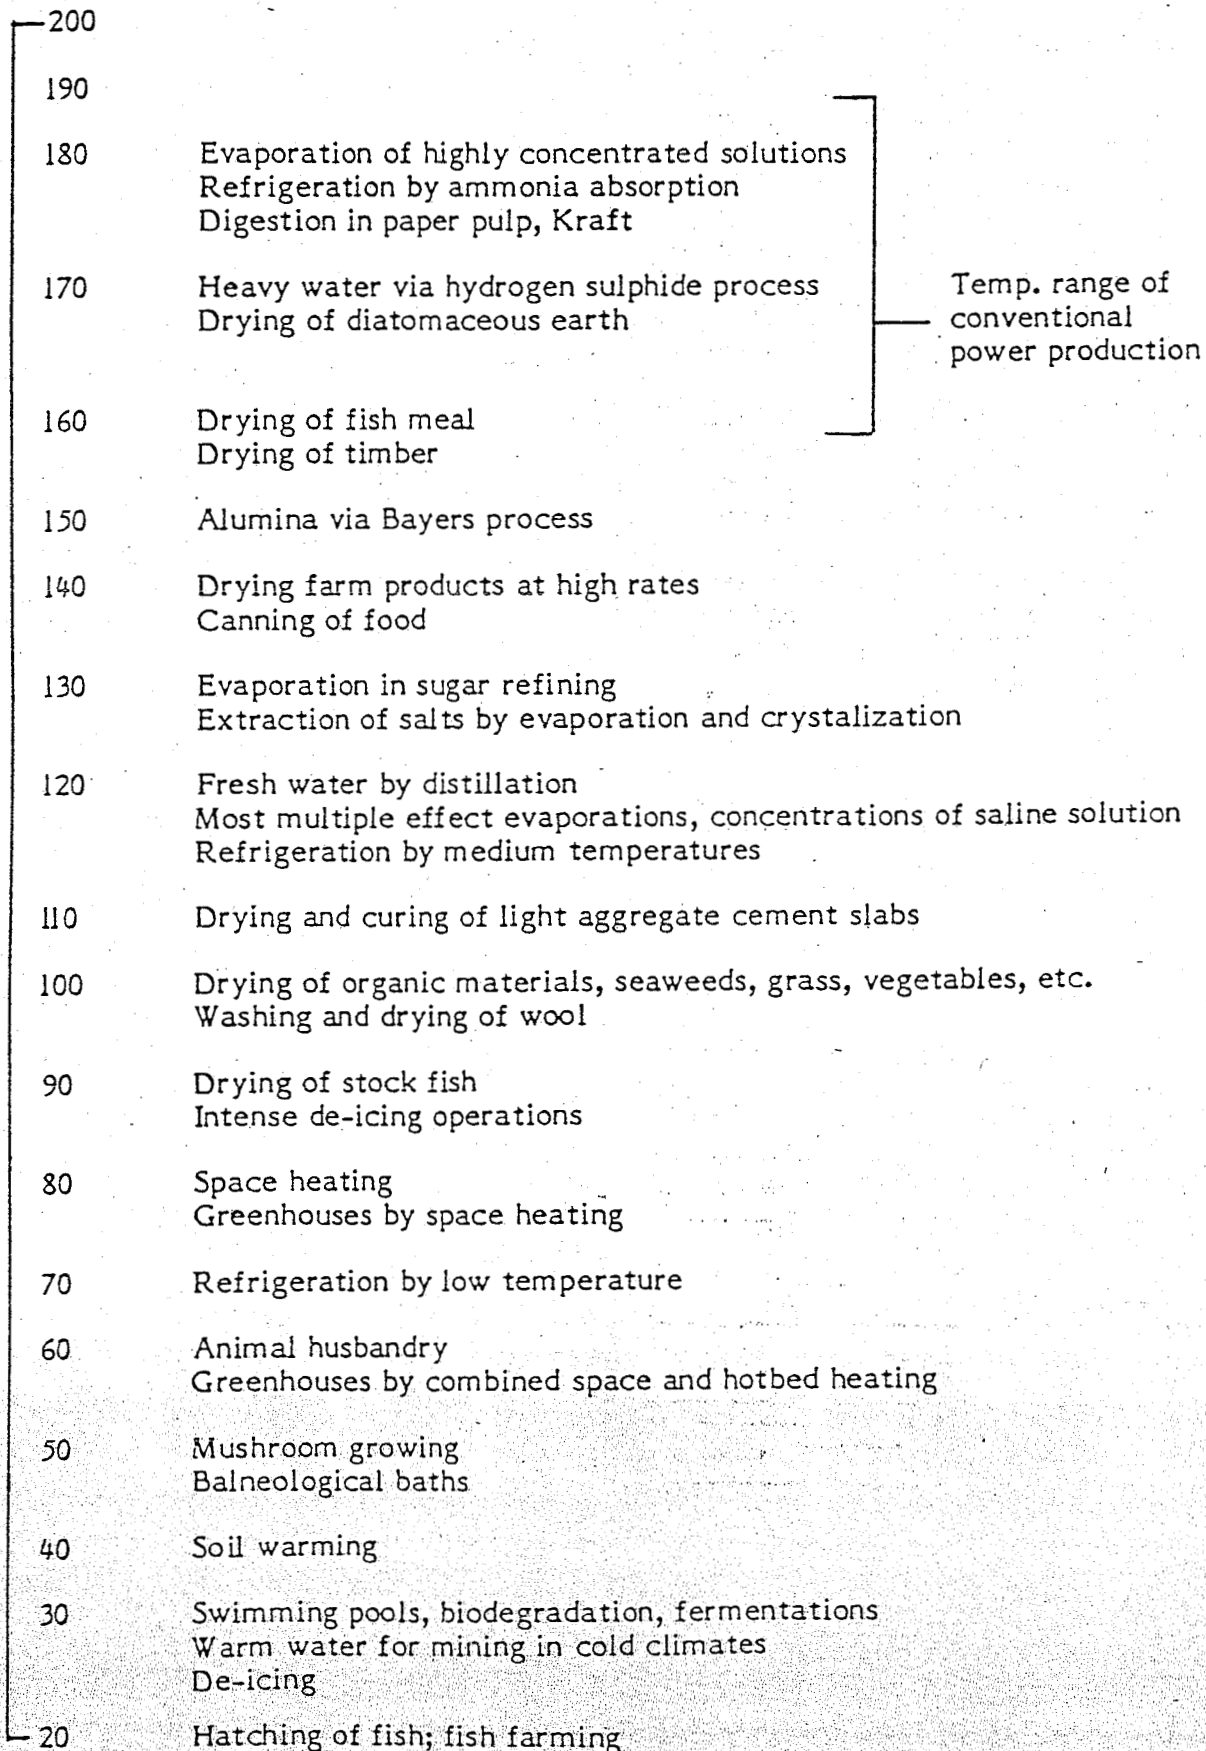 200
190
180 Evaporation of highly concentrated solutions
Refrigeration by ammonia absorption
Digestion in paper pulp, Kraft
170 Heavy water via hydrogen sulphide process
Drying of diatomaceous earth
Temp. range of
conventional
power production
160 Drying of fish meal
Drying of timber
150 Alumina via Bayers process
140 Drying farm products at high rates
Canning of food
130 Evaporation in sugar refining
Extraction of salts by evaporation and crystalization
120 Fresh water by distillation
Most multiple effect evaporations, concentrations of saline solution
Refrigeration by medium temperatures
110 Drying and curing of light aggregate cement slabs
100 Drying of organic materials, seaweeds, grass, vegetables, etc.
Washing and drying of wool
90 Drying of stock fish
Intense de-icing operations
80 Space heating
Greenhouses by space heating
70 Refrigeration by low temperature
60 Animal husbandry
Greenhouses by combined space and hotbed heating
50 Mushroom growing
Balneological baths
40 Soil warming
30 Swimming pools, biodegradation, fermentations
Warm water for mining in cold climates
De-icing
20 Hatching of fish; fish farming